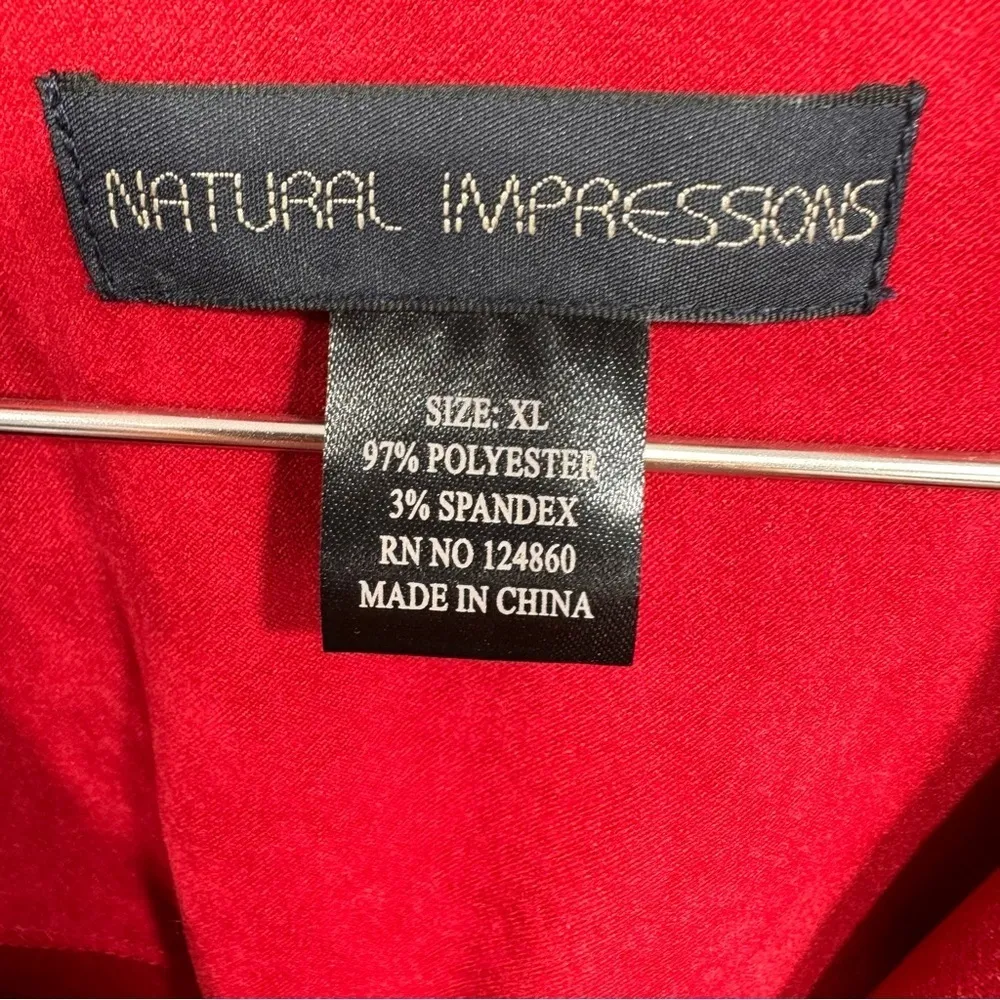 NATURAL IMPRESSIONS
SIZE: XL
97% POLYESTER
3% SPANDEX
RN NO 124860
MADE IN CHINA